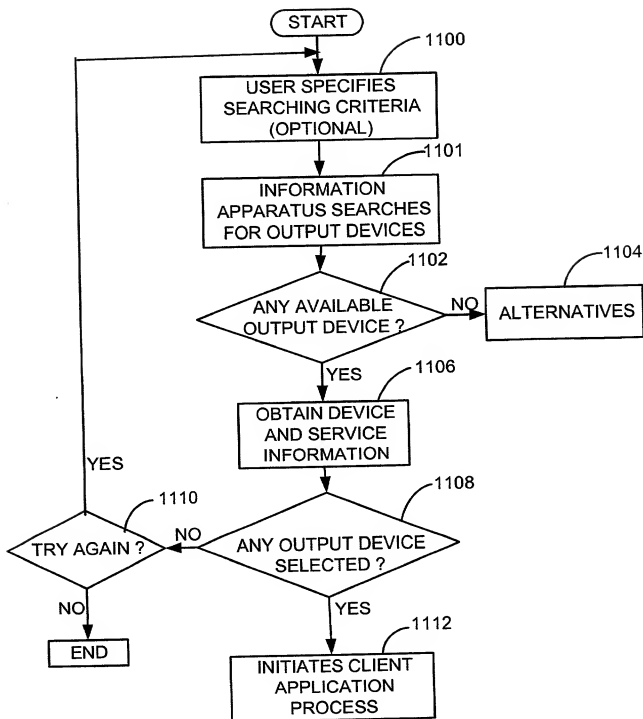 START
1100
USER SPECIFIES
SEARCHING CRITERIA
(OPTIONAL)
1101
INFORMATION
APPARATUS SEARCHES
FOR OUTPUT DEVICES
1102
1104
ANY AVAILABLE
OUTPUT DEVICE ?
NO
ALTERNATIVES
YES
1106
OBTAIN DEVICE
AND SERVICE
INFORMATION
YES
1110
1108
TRY AGAIN ?
NO
ANY OUTPUT DEVICE
SELECTED ?
NO
YES
END
1112
INITIATES CLIENT
APPLICATION
PROCESS